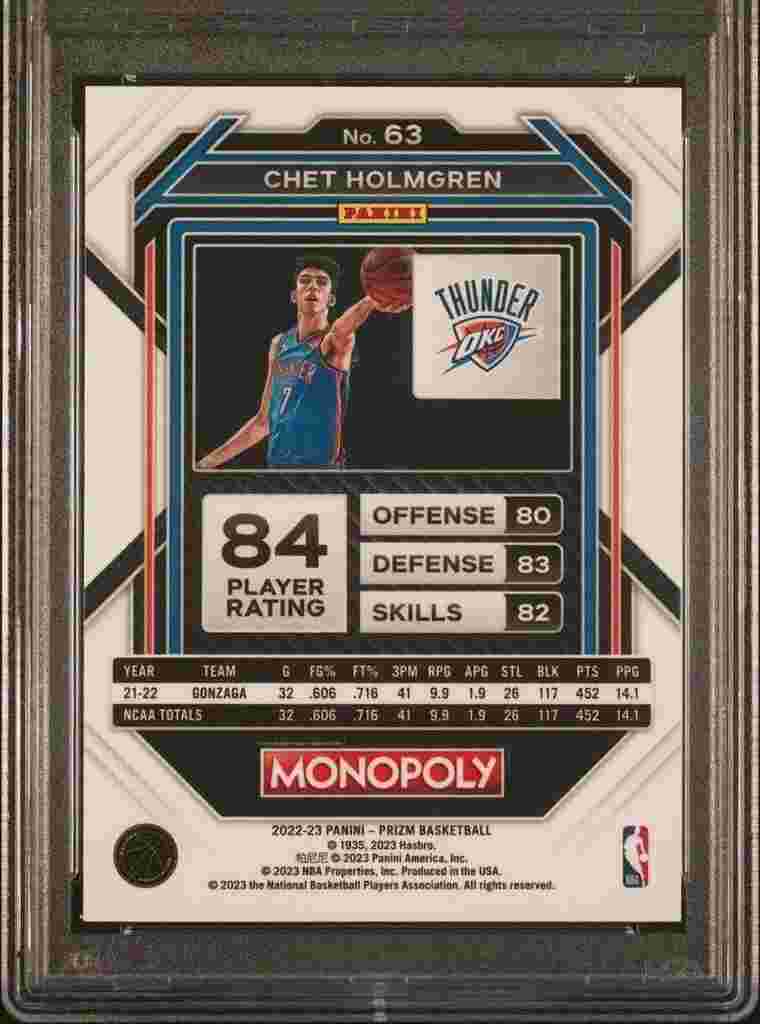 No. 63
CHET HOLMGREN
PANINI
THUNDER
OKC
THUNDER
7
84
PLAYER
RATING
OFFENSE 80
DEFENSE 83
SKILLS 82
YEAR TEAM G FG% FT% 3PM RPG APG STL BLK PTS PPG
21-22 GONZAGA 32 .606 .716 41 9.9 1.9 26 117 452 14.1
NCAA TOTALS 32 .606 .716 41 9.9 1.9 26 117 452 14.1
MONOPOLY
2022-23 PANINI – PRIZM BASKETBALL
© 1935, 2023 Hasbro.
帕尼尼 © 2023 Panini America, Inc.
© 2023 NBA Properties, Inc. Produced in the USA.
© 2023 the National Basketball Players Association. All rights reserved.
NBA